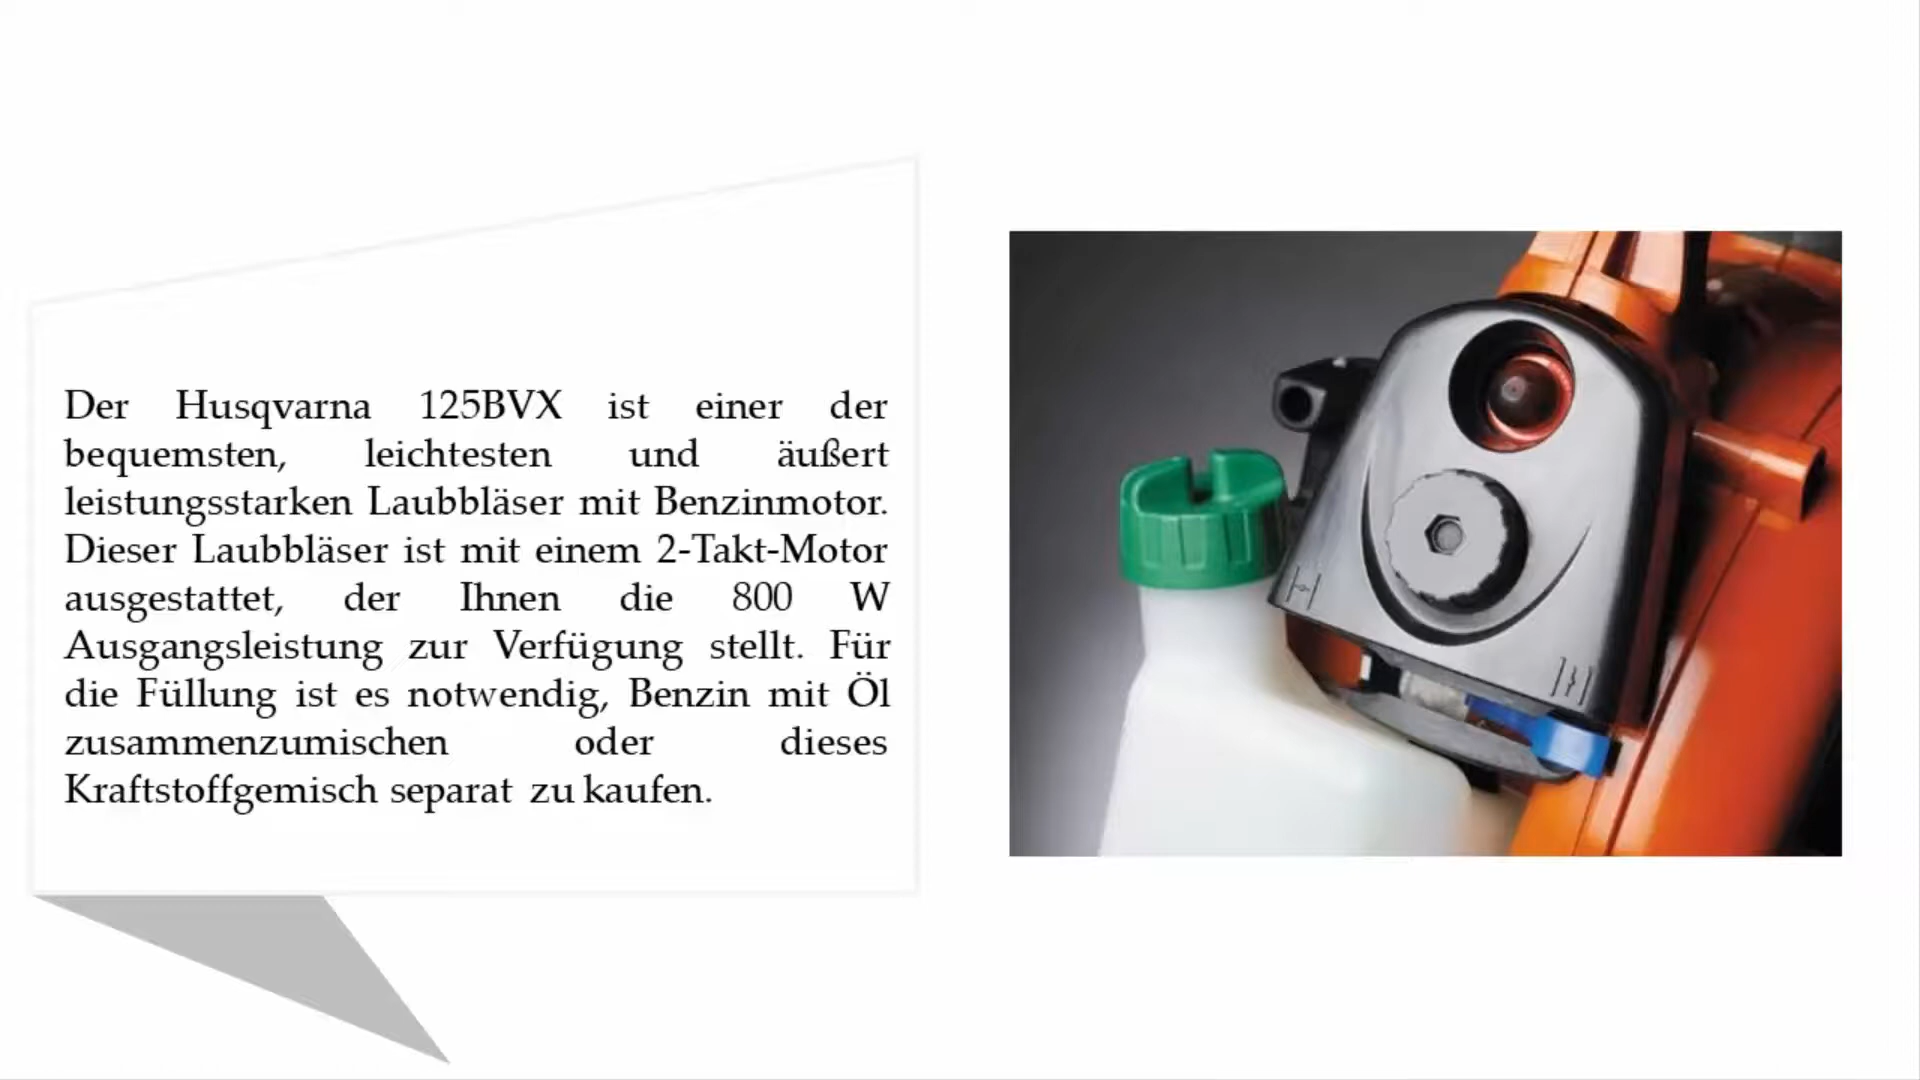 Der Husqvarna 125BVX ist einer der
bequemsten, leichtesten und äußert
leistungsstarken Laubbläser mit Benzinmotor.
Dieser Laubbläser ist mit einem 2-Takt-Motor
ausgestattet, der Ihnen die 800 W
Ausgangsleistung zur Verfügung stellt. Für
die Füllung ist es notwendig, Benzin mit Öl
zusammenzumischen oder dieses
Kraftstoffgemisch separat zu kaufen.